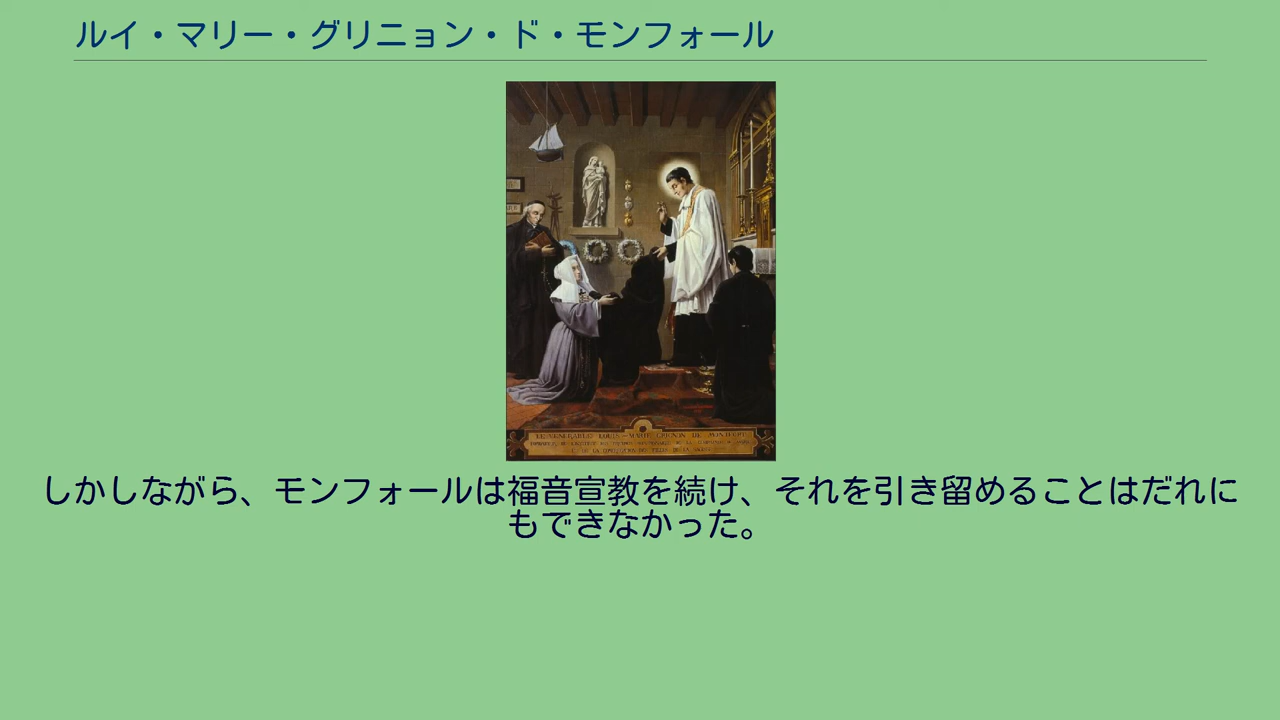 ルイ・マリー・グリニョン・ド・モンフォール
しかしながら、モンフォールは福音宣教を続け、それを引き留めることはだれに
もできなかった。